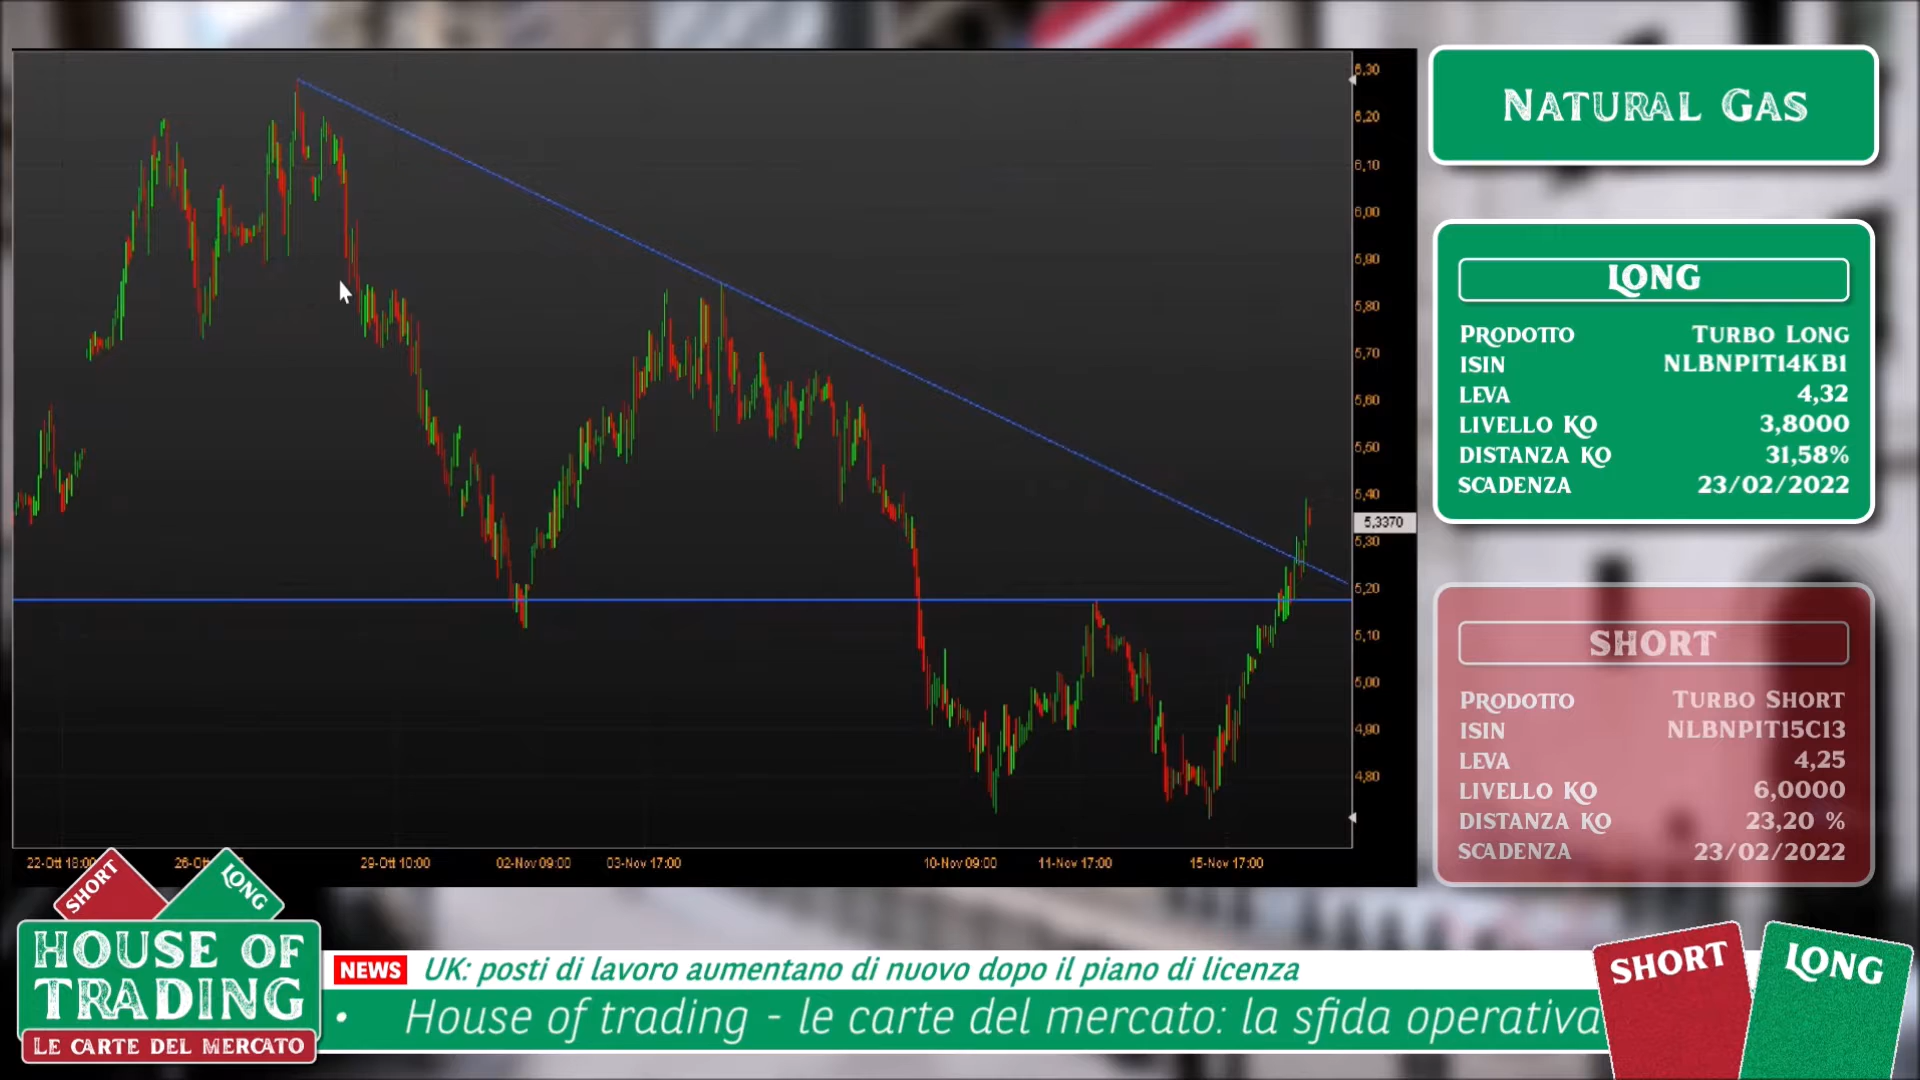 NATURAL GAS
6,30
6,20
6,10
6,00
5,90
5,80
5,70
5,60
5,50
5,40
5,3370
5,30
5,20
5,10
5,00
4,90
4,80
22-Ott 18:00
29-Ott 10:00
02-Nov 09:00
03-Nov 17:00
10-Nov 09:00
11-Nov 17:00
15-Nov 17:00
LONG
PRODOTTO TURBO LONG
ISIN NLBNPIT14KB1
LEVA 4,32
LIVELLO KO 3,8000
DISTANZA KO 31,58%
SCADENZA 23/02/2022
SHORT
PRODOTTO TURBO SHORT
ISIN NLBNPIT15C13
LEVA 4,25
LIVELLO KO 6,0000
DISTANZA KO 23,20 %
SCADENZA 23/02/2022
SHORT
LONG
HOUSE OF
TRADING
LE CARTE DEL MERCATO
NEWS UK: posti di lavoro aumentano di nuovo dopo il piano di licenza
• House of trading - le carte del mercato: la sfida operativa
SHORT
LONG